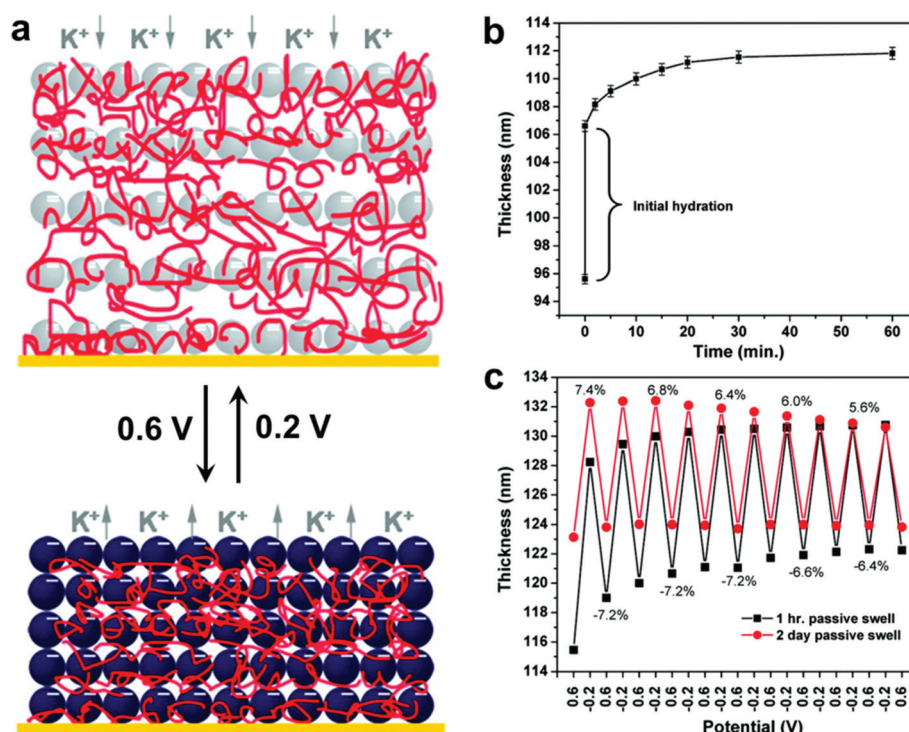 a
K⁺ K⁺ K⁺ K⁺ K⁺
0.6 V 0.2 V
K⁺ K⁺ K⁺ K⁺ K⁺
b
Thickness (nm)
114
112
110
108
106
104
102
100
98
96
94
Initial hydration
0 10 20 30 40 50 60
Time (min.)
c
Thickness (nm)
134
132
130
128
126
124
122
120
118
116
114
7.4% 6.8% 6.4% 6.0% 5.6%
-7.2% -7.2% -7.2% -6.6% -6.4%
1 hr. passive swell
2 day passive swell
0.6 -0.2 0.6 -0.2 0.6 -0.2 0.6 -0.2 0.6 -0.2 0.6 -0.2 0.6 -0.2 0.6 -0.2 0.6 -0.2 0.6 -0.2 0.6
Potential (V)